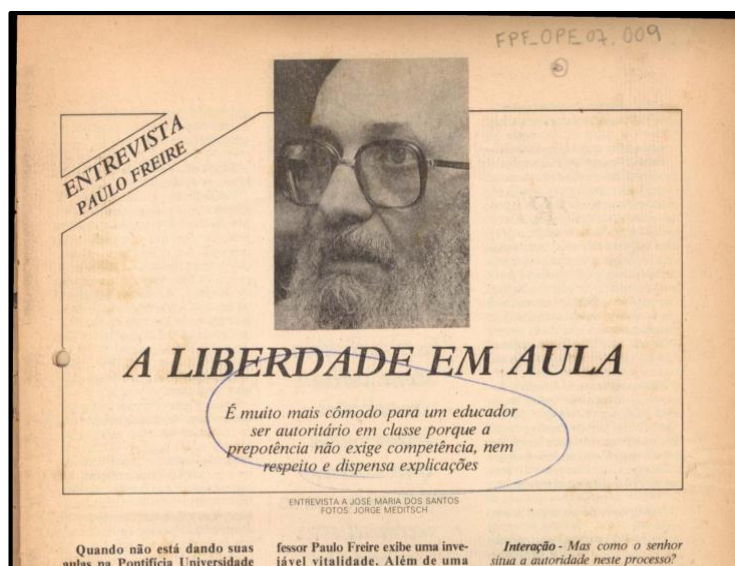 FPF_OPE_07_009
ENTREVISTA
PAULO FREIRE
A LIBERDADE EM AULA
É muito mais cômodo para um educador
ser autoritário em classe porque a
prepotência não exige competência, nem
respeito e dispensa explicações
ENTREVISTA A JOSÉ MARIA DOS SANTOS
FOTOS: JORGE MEDITSCH
Quando não está dando suas
aulas na Pontifícia Universidade
fessor Paulo Freire exibe uma inve-
jável vitalidade. Além de uma
Interação - Mas como o senhor
situa a autoridade neste processo?